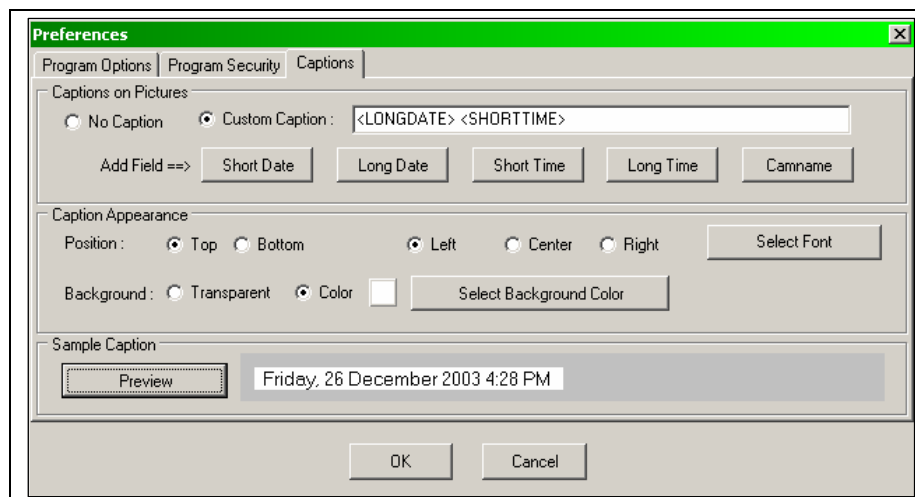 Preferences
Program Options Program Security Captions
Captions on Pictures
No Caption Custom Caption : <LONGDATE> <SHORTTIME>
Add Field ==> Short Date Long Date Short Time Long Time Camname
Caption Appearance
Position : Top Bottom Left Center Right Select Font
Background : Transparent Color Select Background Color
Sample Caption
Preview Friday, 26 December 2003 4:28 PM
OK Cancel